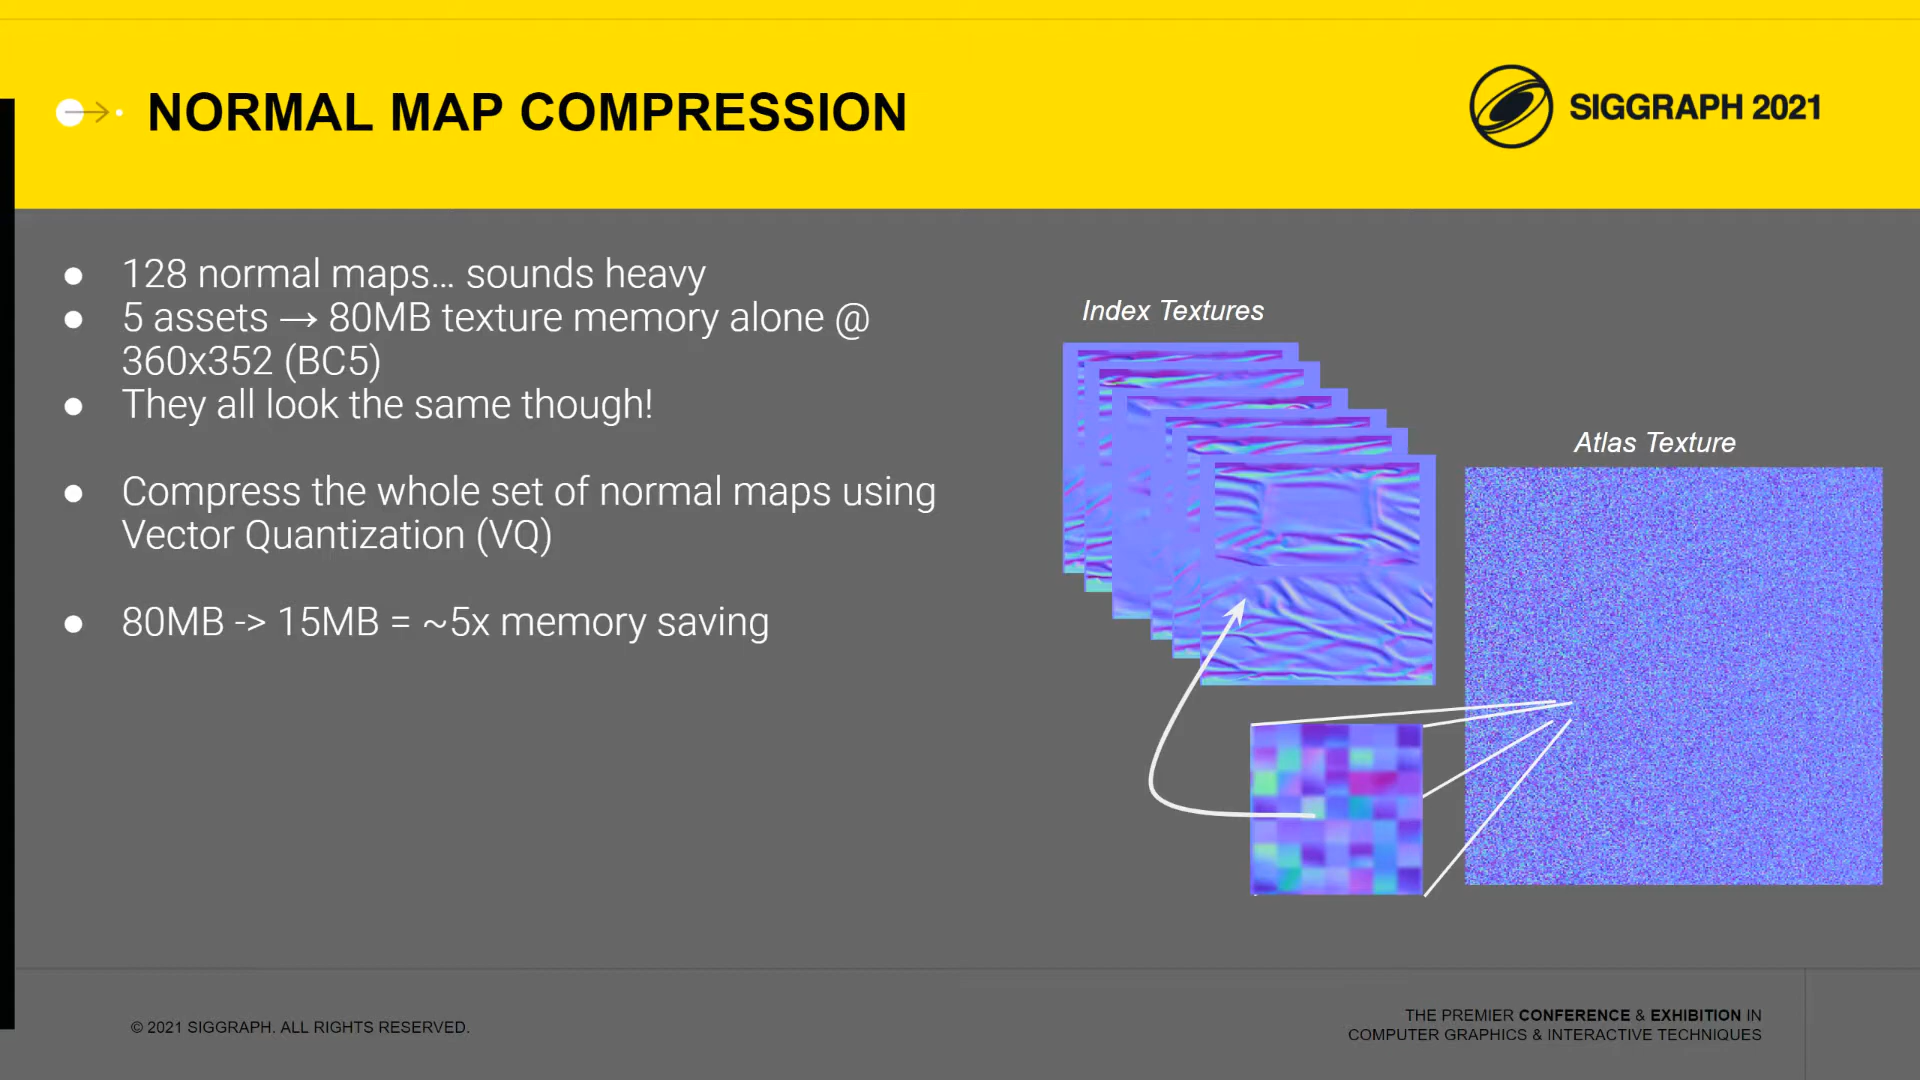 NORMAL MAP COMPRESSION
SIGGRAPH 2021
● 128 normal maps... sounds heavy
● 5 assets → 80MB texture memory alone @
360x352 (BC5)
● They all look the same though!
● Compress the whole set of normal maps using
Vector Quantization (VQ)
● 80MB -> 15MB = ~5x memory saving
Index Textures
Atlas Texture
© 2021 SIGGRAPH. ALL RIGHTS RESERVED.
THE PREMIER CONFERENCE & EXHIBITION IN
COMPUTER GRAPHICS & INTERACTIVE TECHNIQUES